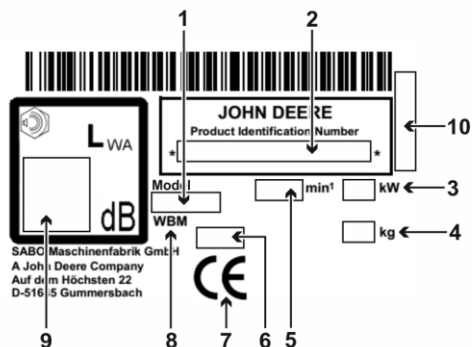 1 2
JOHN DEERE
Product Identification Number
* *
L WA
dB
10
Model
min¹ kW 3
WBM
kg 4
SABO Maschinenfabrik GmbH
A John Deere Company
Auf dem Höchsten 22
D-51645 Gummersbach
CE
9 8 7 6 5